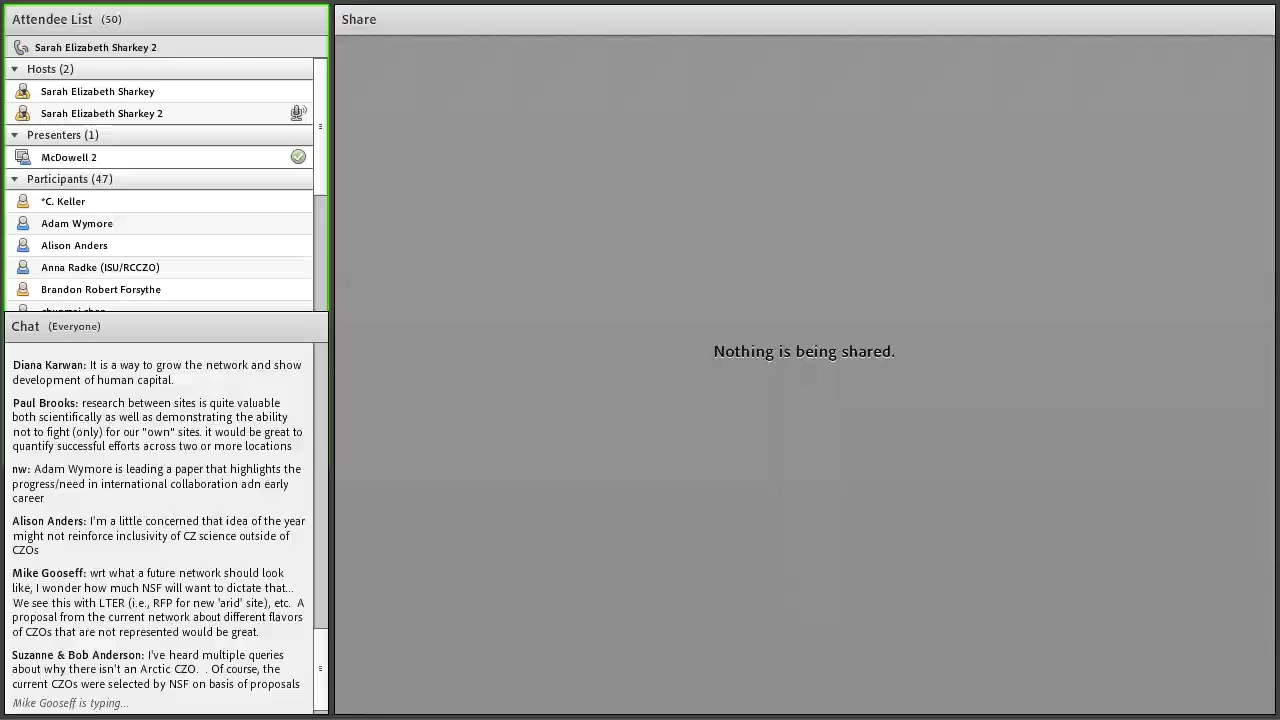 Attendee List (50)
Sarah Elizabeth Sharkey 2
Hosts (2)
Sarah Elizabeth Sharkey
Sarah Elizabeth Sharkey 2
Presenters (1)
McDowell 2
Participants (47)
*C. Keller
Adam Wymore
Alison Anders
Anna Radke (ISU/RCCZO)
Brandon Robert Forsythe
Chat (Everyone)
Diana Karwan: It is a way to grow the network and show
development of human capital.
Paul Brooks: research between sites is quite valuable
both scientifically as well as demonstrating the ability
not to fight (only) for our "own" sites. it would be great to
quantify successful efforts across two or more locations
nw: Adam Wymore is leading a paper that highlights the
progress/need in international collaboration adn early
career
Alison Anders: I'm a little concerned that idea of the year
might not reinforce inclusivity of CZ science outside of
CZOs
Mike Gooseff: wrt what a future network should look
like, I wonder how much NSF will want to dictate that...
We see this with LTER (i.e., RFP for new 'arid' site), etc. A
proposal from the current network about different flavors
of CZOs that are not represented would be great.
Suzanne & Bob Anderson: I've heard multiple queries
about why there isn't an Arctic CZO. . Of course, the
current CZOs were selected by NSF on basis of proposals
Mike Gooseff is typing...
Share
Nothing is being shared.